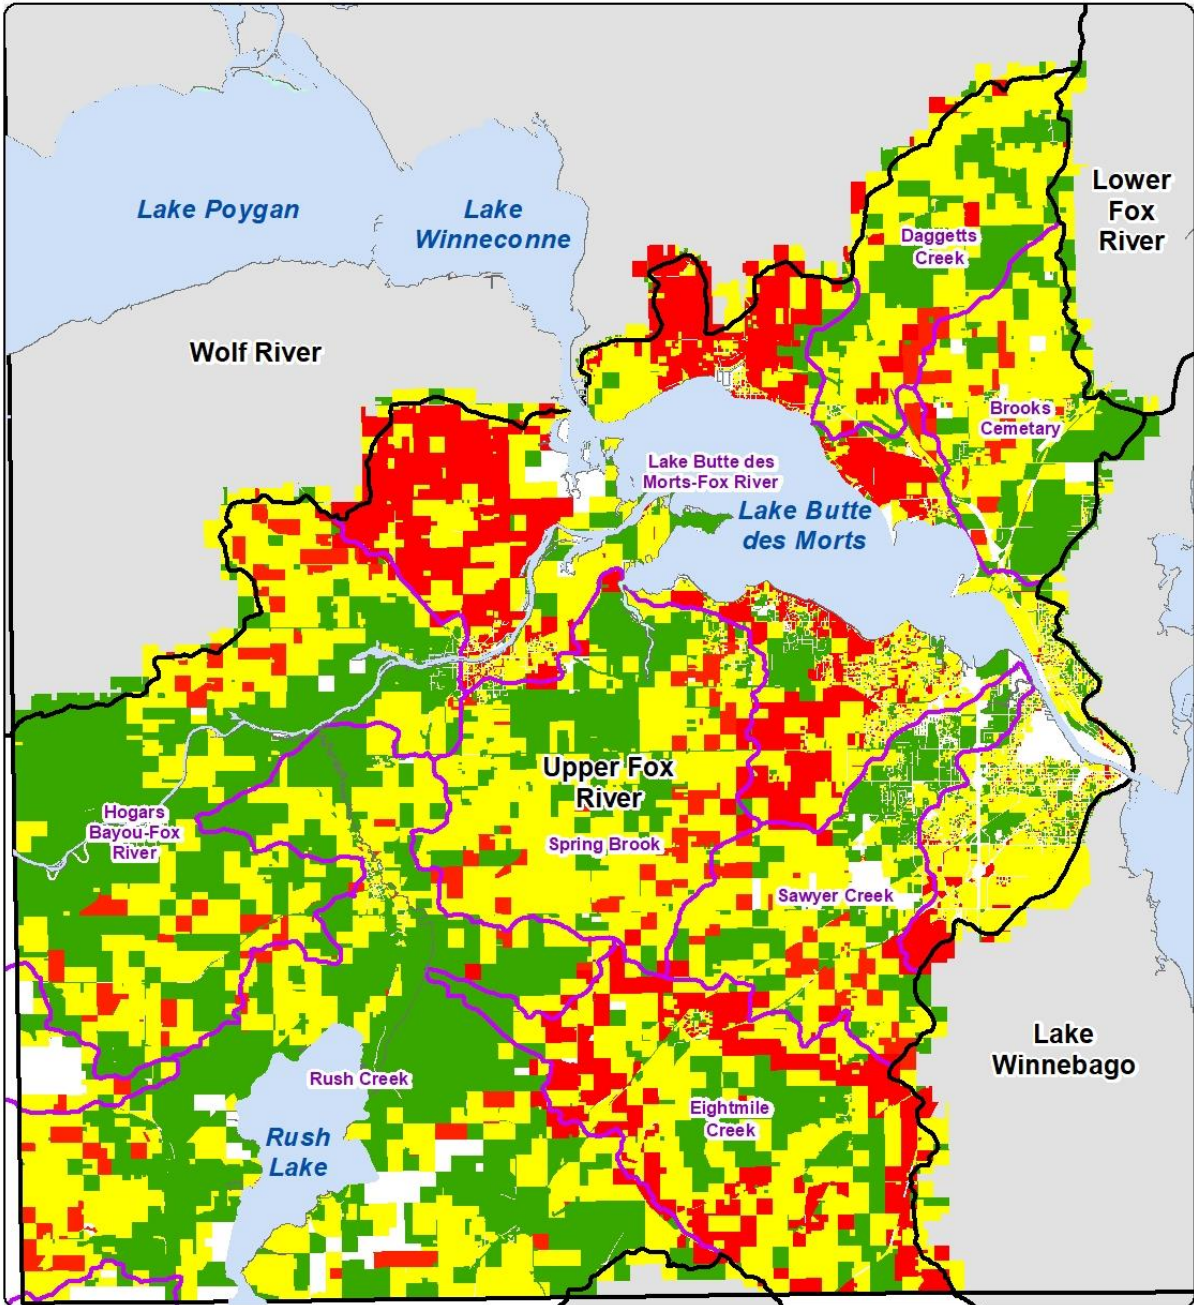 Lower
Fox
River
Lake Poygan
Lake
Winneconne
Daggetts
Creek
Wolf River
Brooks
Cemetary
Lake Butte des
Morts-Fox River
Lake Butte
des Morts
Upper Fox
River
Hogars
Bayou-Fox
River
Spring Brook
Sawyer Creek
Lake
Winnebago
Rush Creek
Eightmile
Creek
Rush
Lake